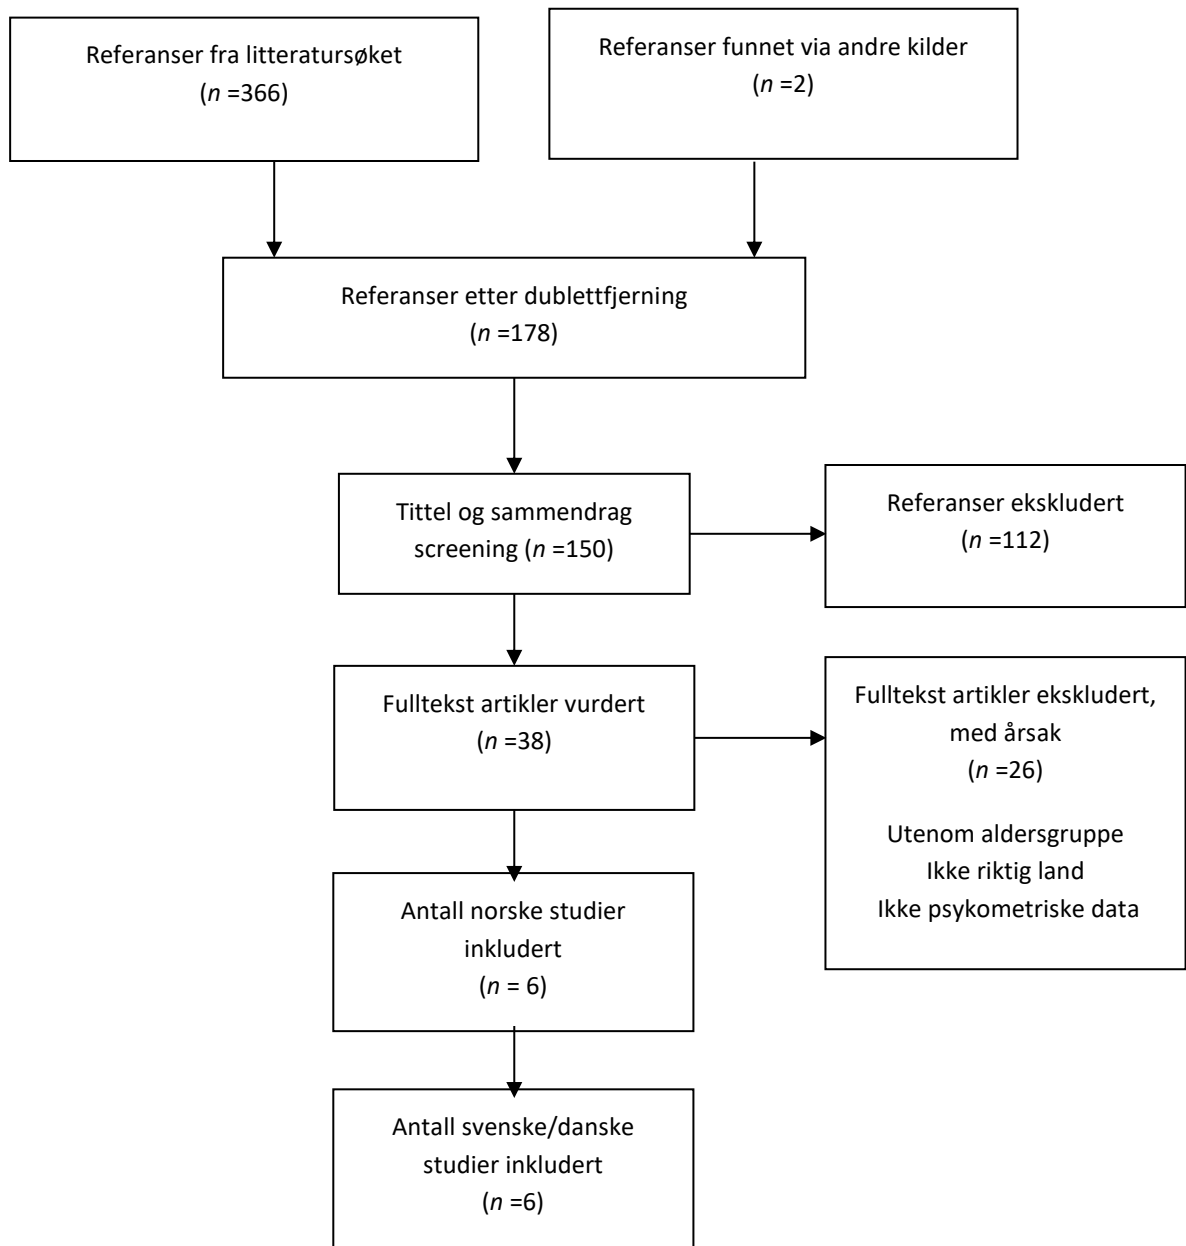 Referanser fra litteratursøket
(n =366)
Referanser funnet via andre kilder
(n =2)
Referanser etter dublettfjerning
(n =178)
Tittel og sammendrag
screening (n =150)
Referanser ekskludert
(n =112)
Fulltekst artikler vurdert
(n =38)
Fulltekst artikler ekskludert,
med årsak
(n =26)
Utenom aldersgruppe
Ikke riktig land
Ikke psykometriske data
Antall norske studier
inkludert
(n = 6)
Antall svenske/danske
studier inkludert
(n =6)